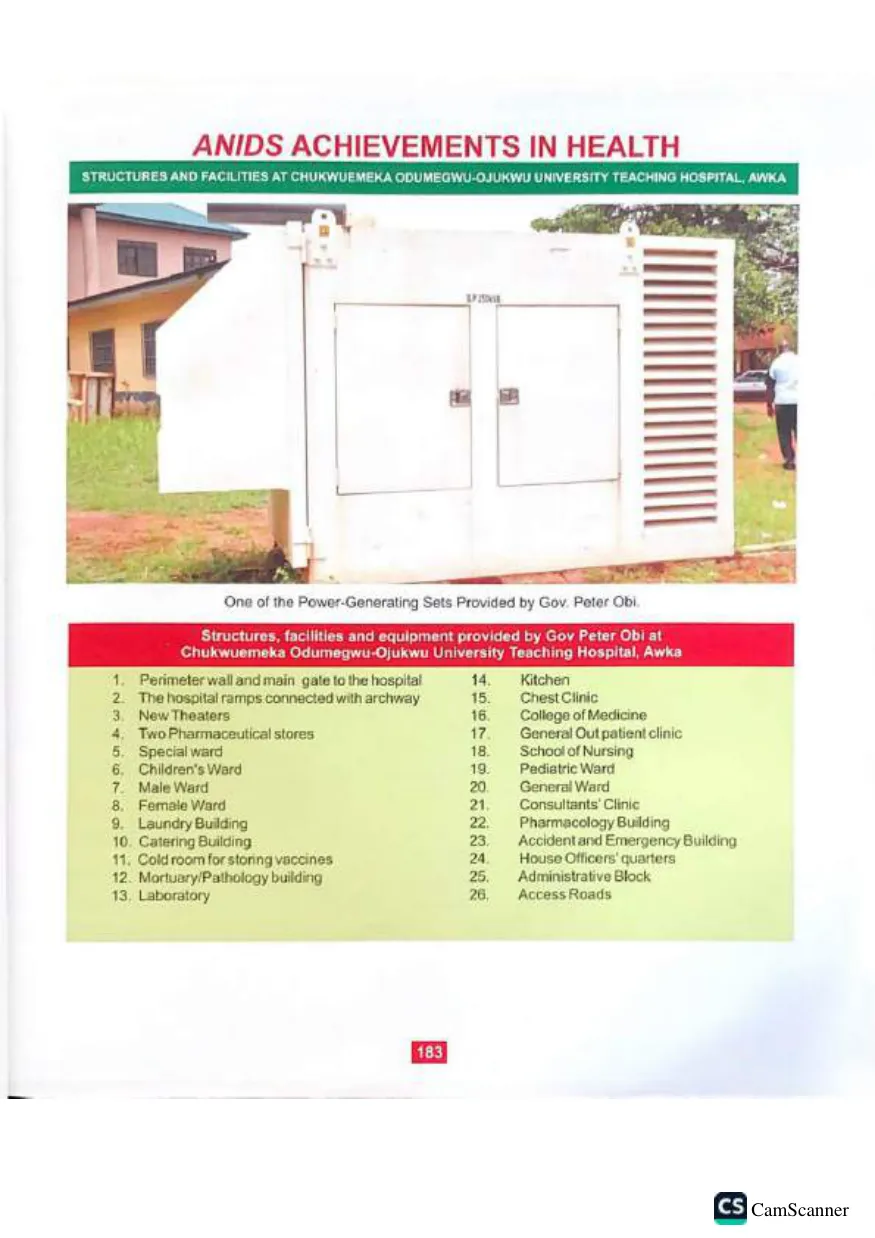 ANIDS ACHIEVEMENTS IN HEALTH
STRUCTURES AND FACILITIES AT CHUKWUEMEKA ODUMEGWU-OJUKWU UNIVERSITY TEACHING HOSPITAL, AWKA
One of the Power-Generating Sets Provided by Gov. Peter Obi.
Structures, facilities and equipment provided by Gov Peter Obi at
Chukwuemeka Odumegwu-Ojukwu University Teaching Hospital, Awka
1. Perimeter wall and main gate to the hospital
2. The hospital ramps connected with archway
3. New Theaters
4. Two Pharmaceutical stores
5. Special ward
6. Children's Ward
7. Male Ward
8. Female Ward
9. Laundry Building
10. Catering Building
11. Cold room for storing vaccines
12. Mortuary/Pathology building
13. Laboratory
14. Kitchen
15. Chest Clinic
16. College of Medicine
17. General Out patient clinic
18. School of Nursing
19. Pediatric Ward
20. General Ward
21. Consultants' Clinic
22. Pharmacology Building
23. Accident and Emergency Building
24. House Officers' quarters
25. Administrative Block
26. Access Roads
183
CS CamScanner